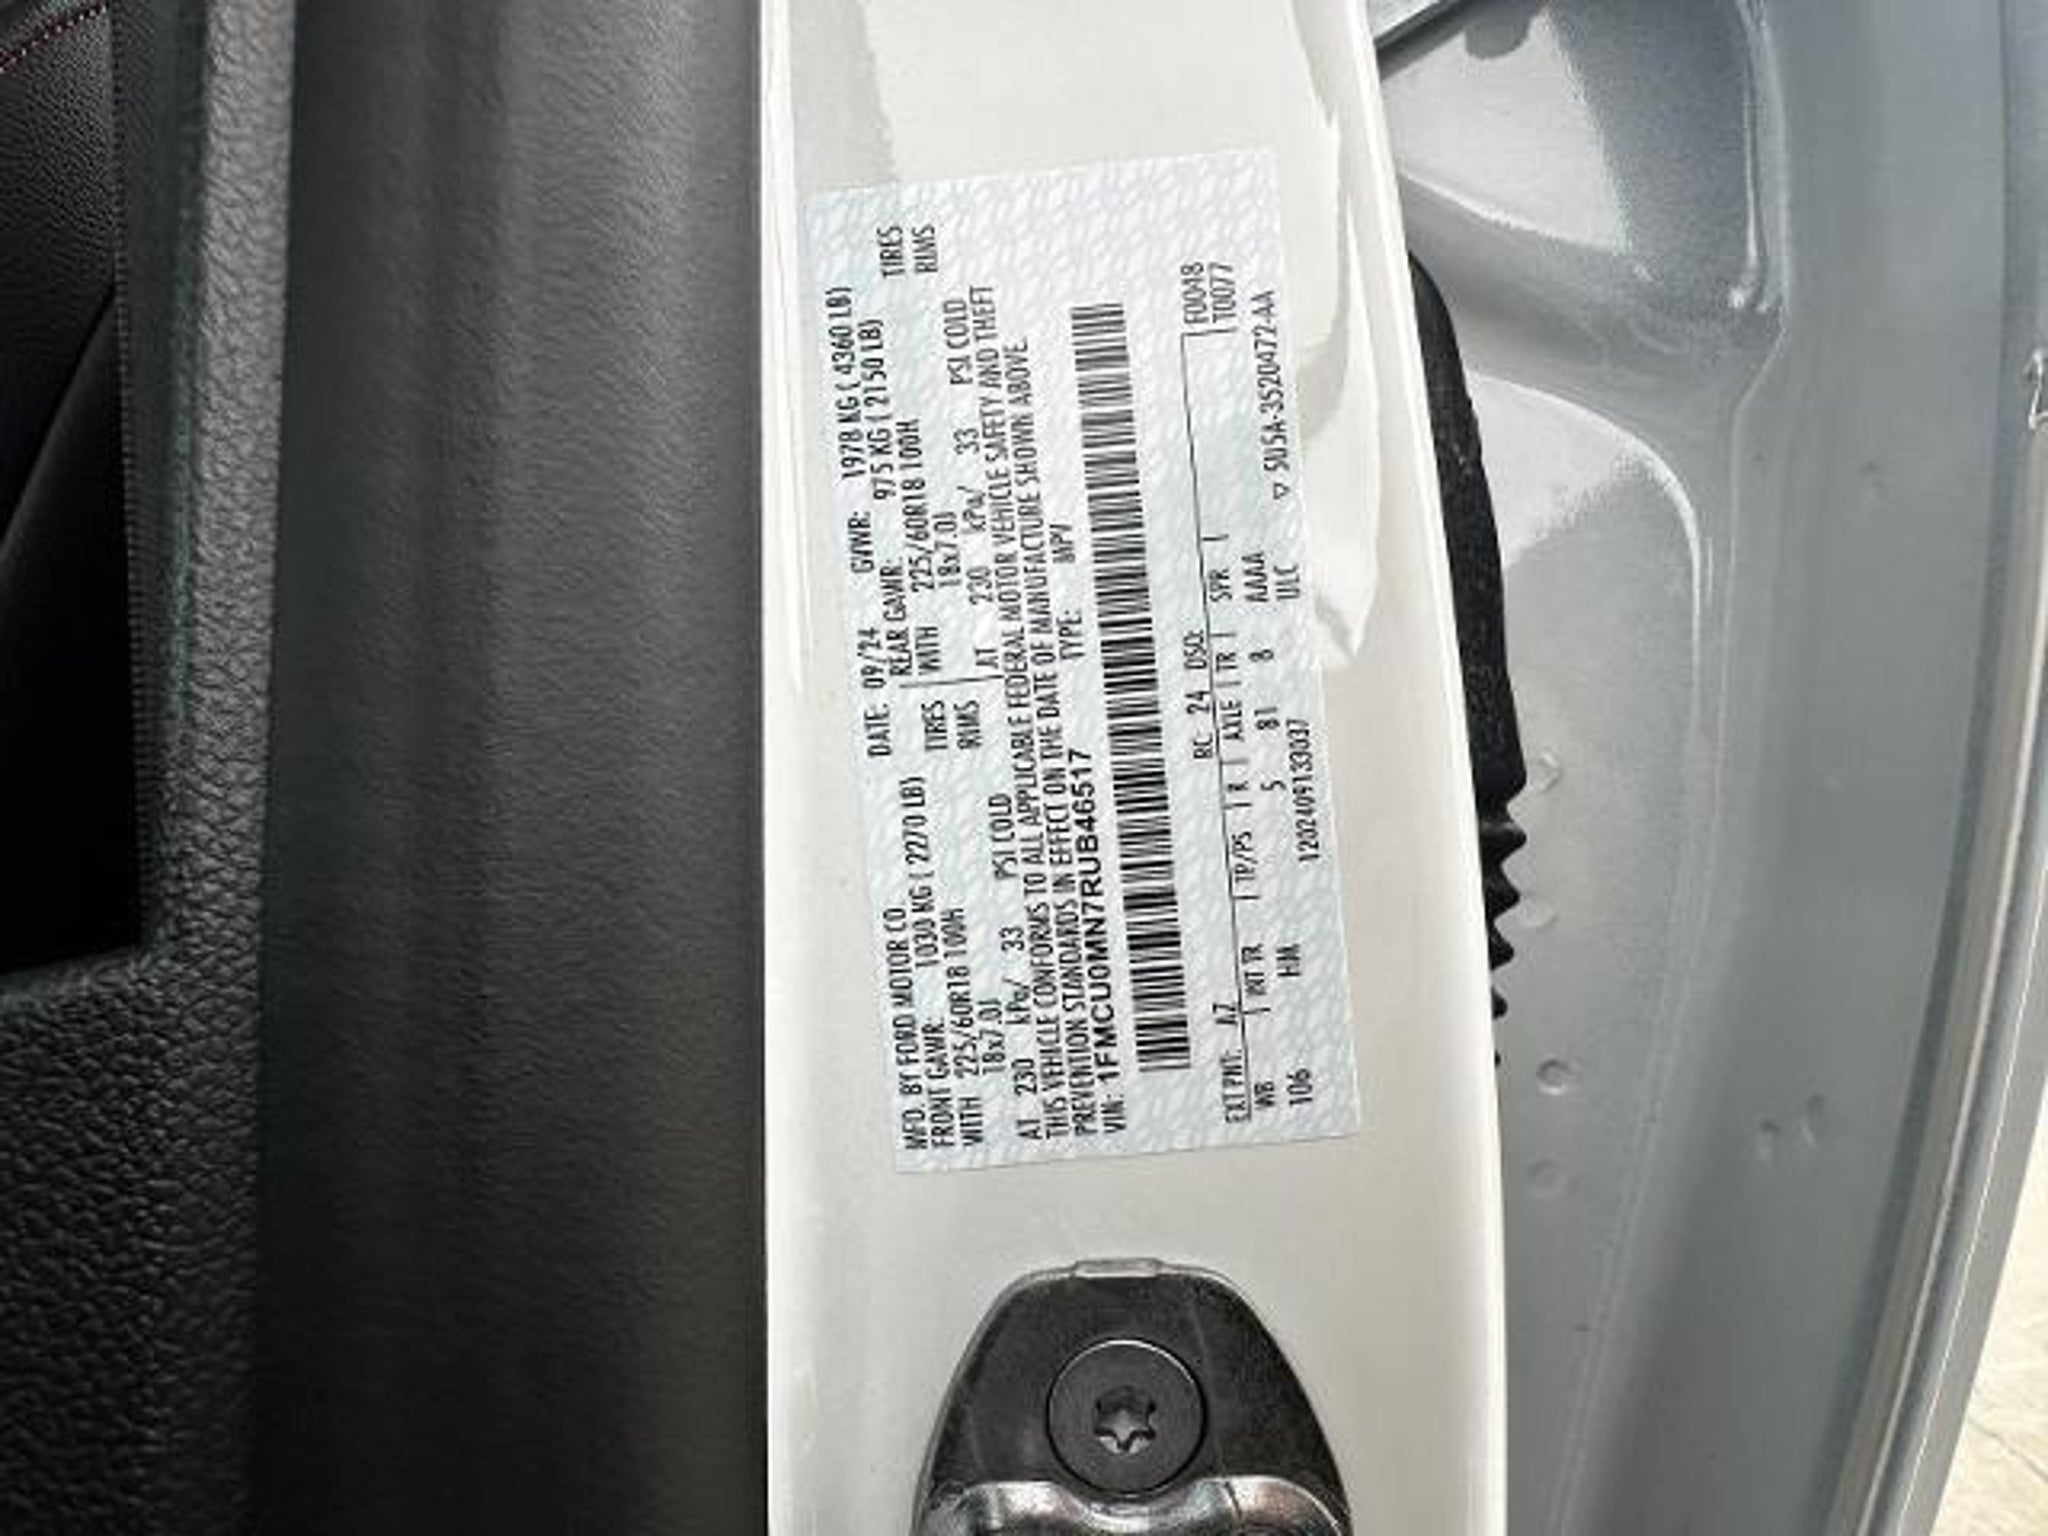 MFD. BY FORD MOTOR CO DATE: 09/24 GVWR: 1978 KG ( 4360 LB)
FRONT GAWR: 1030 KG ( 2270 LB) REAR GAWR: 975 KG ( 2150 LB)
WITH 225/60R18 100H TIRES WITH 225/60R18 100H TIRES
18x7.0J RIMS 18x7.0J RIMS
AT 230 kPa/ 33 PSI COLD AT 230 kPa/ 33 PSI COLD
THIS VEHICLE CONFORMS TO ALL APPLICABLE FEDERAL MOTOR VEHICLE SAFETY AND THEFT
PREVENTION STANDARDS IN EFFECT ON THE DATE OF MANUFACTURE SHOWN ABOVE.
VIN: 1FMCU0MN7RUB46517 TYPE: MPV
F0048
EXT PNT: AZ RC: 24 DSO: T0077
WB INT TR TP/PS R AXLE TR SPR
106 HA 5 81 8 AAAA
1202409133037 ULC ▽ 5U5A-3520472-AA